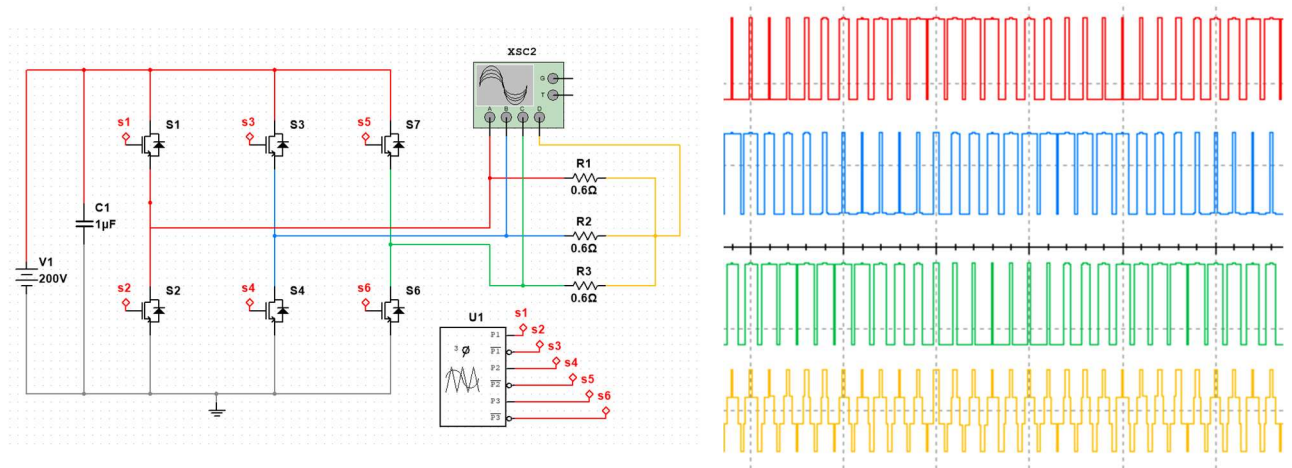 XSC2
G
T
A B C D
s1
S1
s3
S3
s5
S7
R1
0.6Ω
C1
1µF
R2
0.6Ω
V1
200V
R3
0.6Ω
s2
S2
s4
S4
s6
S6
U1
3 Ø
P1
P1
P2
P2
P3
P3
s1
s2
s3
s4
s5
s6